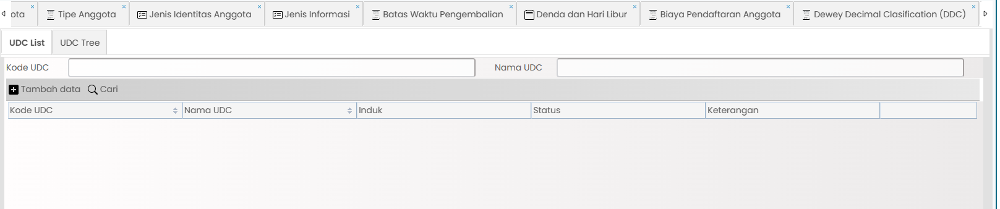 ota Tipe Anggota Jenis Identitas Anggota Jenis Informasi Batas Waktu Pengembalian Denda dan Hari Libur Biaya Pendaftaran Anggota Dewey Decimal Clasification (DDC)
UDC List UDC Tree
Kode UDC Nama UDC
Tambah data Cari
Kode UDC Nama UDC Induk Status Keterangan